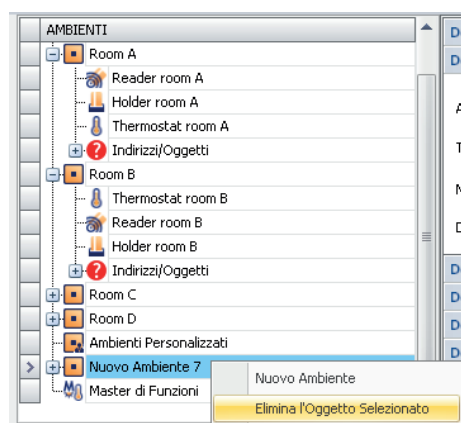 AMBIENTI
Room A
Reader room A
Holder room A
Thermostat room A
Indirizzi/Oggetti
Room B
Thermostat room B
Reader room B
Holder room B
Indirizzi/Oggetti
Room C
Room D
Ambienti Personalizzati
Nuovo Ambiente 7
Nuovo Ambiente
Master di Funzioni
Elimina l'Oggetto Selezionato